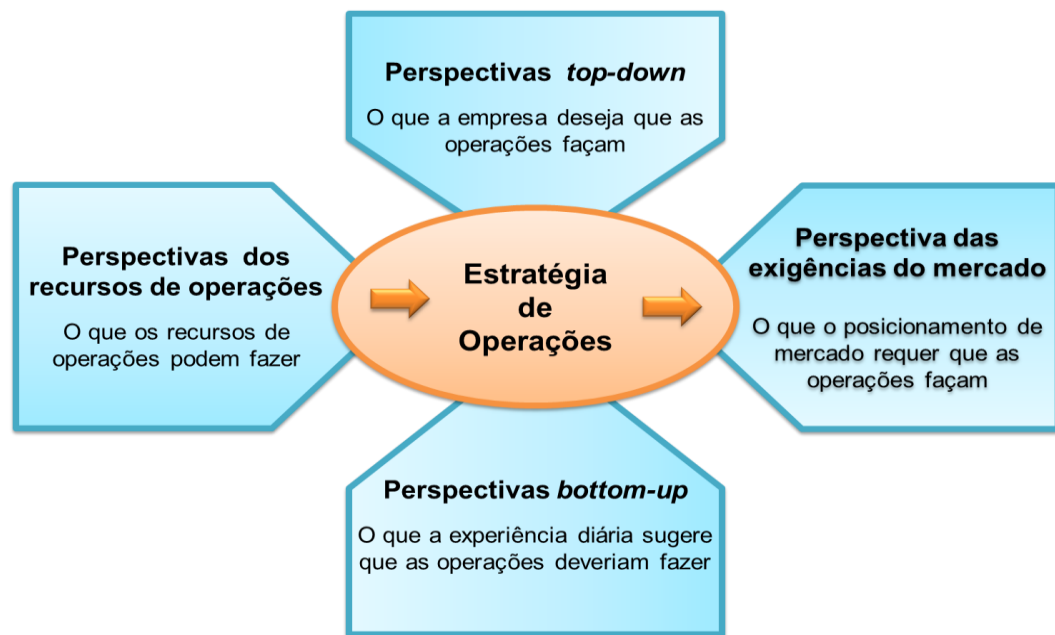 Perspectivas top-down
O que a empresa deseja que as
operações façam
Perspectivas dos
recursos de operações
O que os recursos de
operações podem fazer
Estratégia
de
Operações
Perspectiva das
exigências do mercado
O que o posicionamento de
mercado requer que as
operações façam
Perspectivas bottom-up
O que a experiência diária sugere
que as operações deveriam fazer